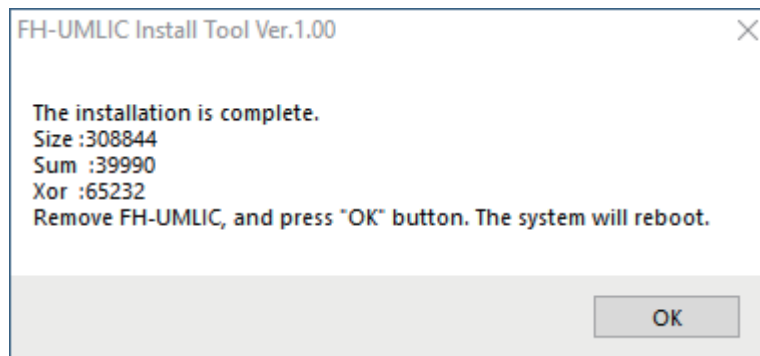 FH-UMLIC Install Tool Ver.1.00
The installation is complete.
Size :308844
Sum  :39990
Xor  :65232
Remove FH-UMLIC, and press "OK" button. The system will reboot.
OK